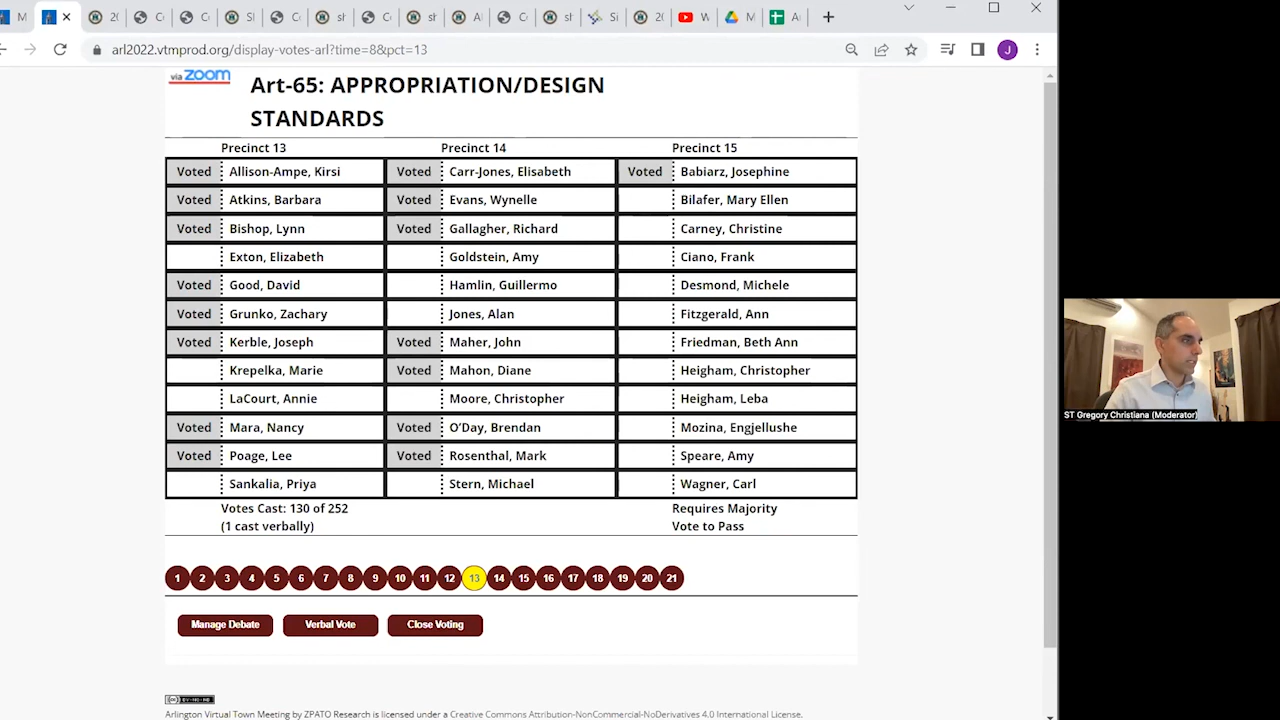 M
C
20
C
C
S
C
sh
C
sh
A
C
sh
Si
20
W
M
A
arl2022.vtmprod.org/display-votes-arl?time=8&pct=13
J
via zoom
Art-65: APPROPRIATION/DESIGN
STANDARDS
Precinct 13 Precinct 14 Precinct 15
Voted Allison-Ampe, Kirsi Voted Carr-Jones, Elisabeth Voted Babiarz, Josephine
Voted Atkins, Barbara Voted Evans, Wynelle Bilafer, Mary Ellen
Voted Bishop, Lynn Voted Gallagher, Richard Carney, Christine
Exton, Elizabeth Goldstein, Amy Ciano, Frank
Voted Good, David Hamlin, Guillermo Desmond, Michele
Voted Grunko, Zachary Jones, Alan Fitzgerald, Ann
Voted Kerble, Joseph Voted Maher, John Friedman, Beth Ann
Krepelka, Marie Voted Mahon, Diane Heigham, Christopher
LaCourt, Annie Moore, Christopher Heigham, Leba
Voted Mara, Nancy Voted O'Day, Brendan Mozina, Engjellushe
Voted Poage, Lee Voted Rosenthal, Mark Speare, Amy
Sankalia, Priya Stern, Michael Wagner, Carl
Votes Cast: 130 of 252 Requires Majority
(1 cast verbally) Vote to Pass
1 2 3 4 5 6 7 8 9 10 11 12 13 14 15 16 17 18 19 20 21
Manage Debate Verbal Vote Close Voting
ST Gregory Christiana (Moderator)
Arlington Virtual Town Meeting by ZPATO Research is licensed under a Creative Commons Attribution-NonCommercial-NoDerivatives 4.0 International License.